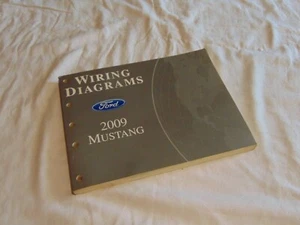 WIRING
DIAGRAMS
Ford
2009
MUSTANG